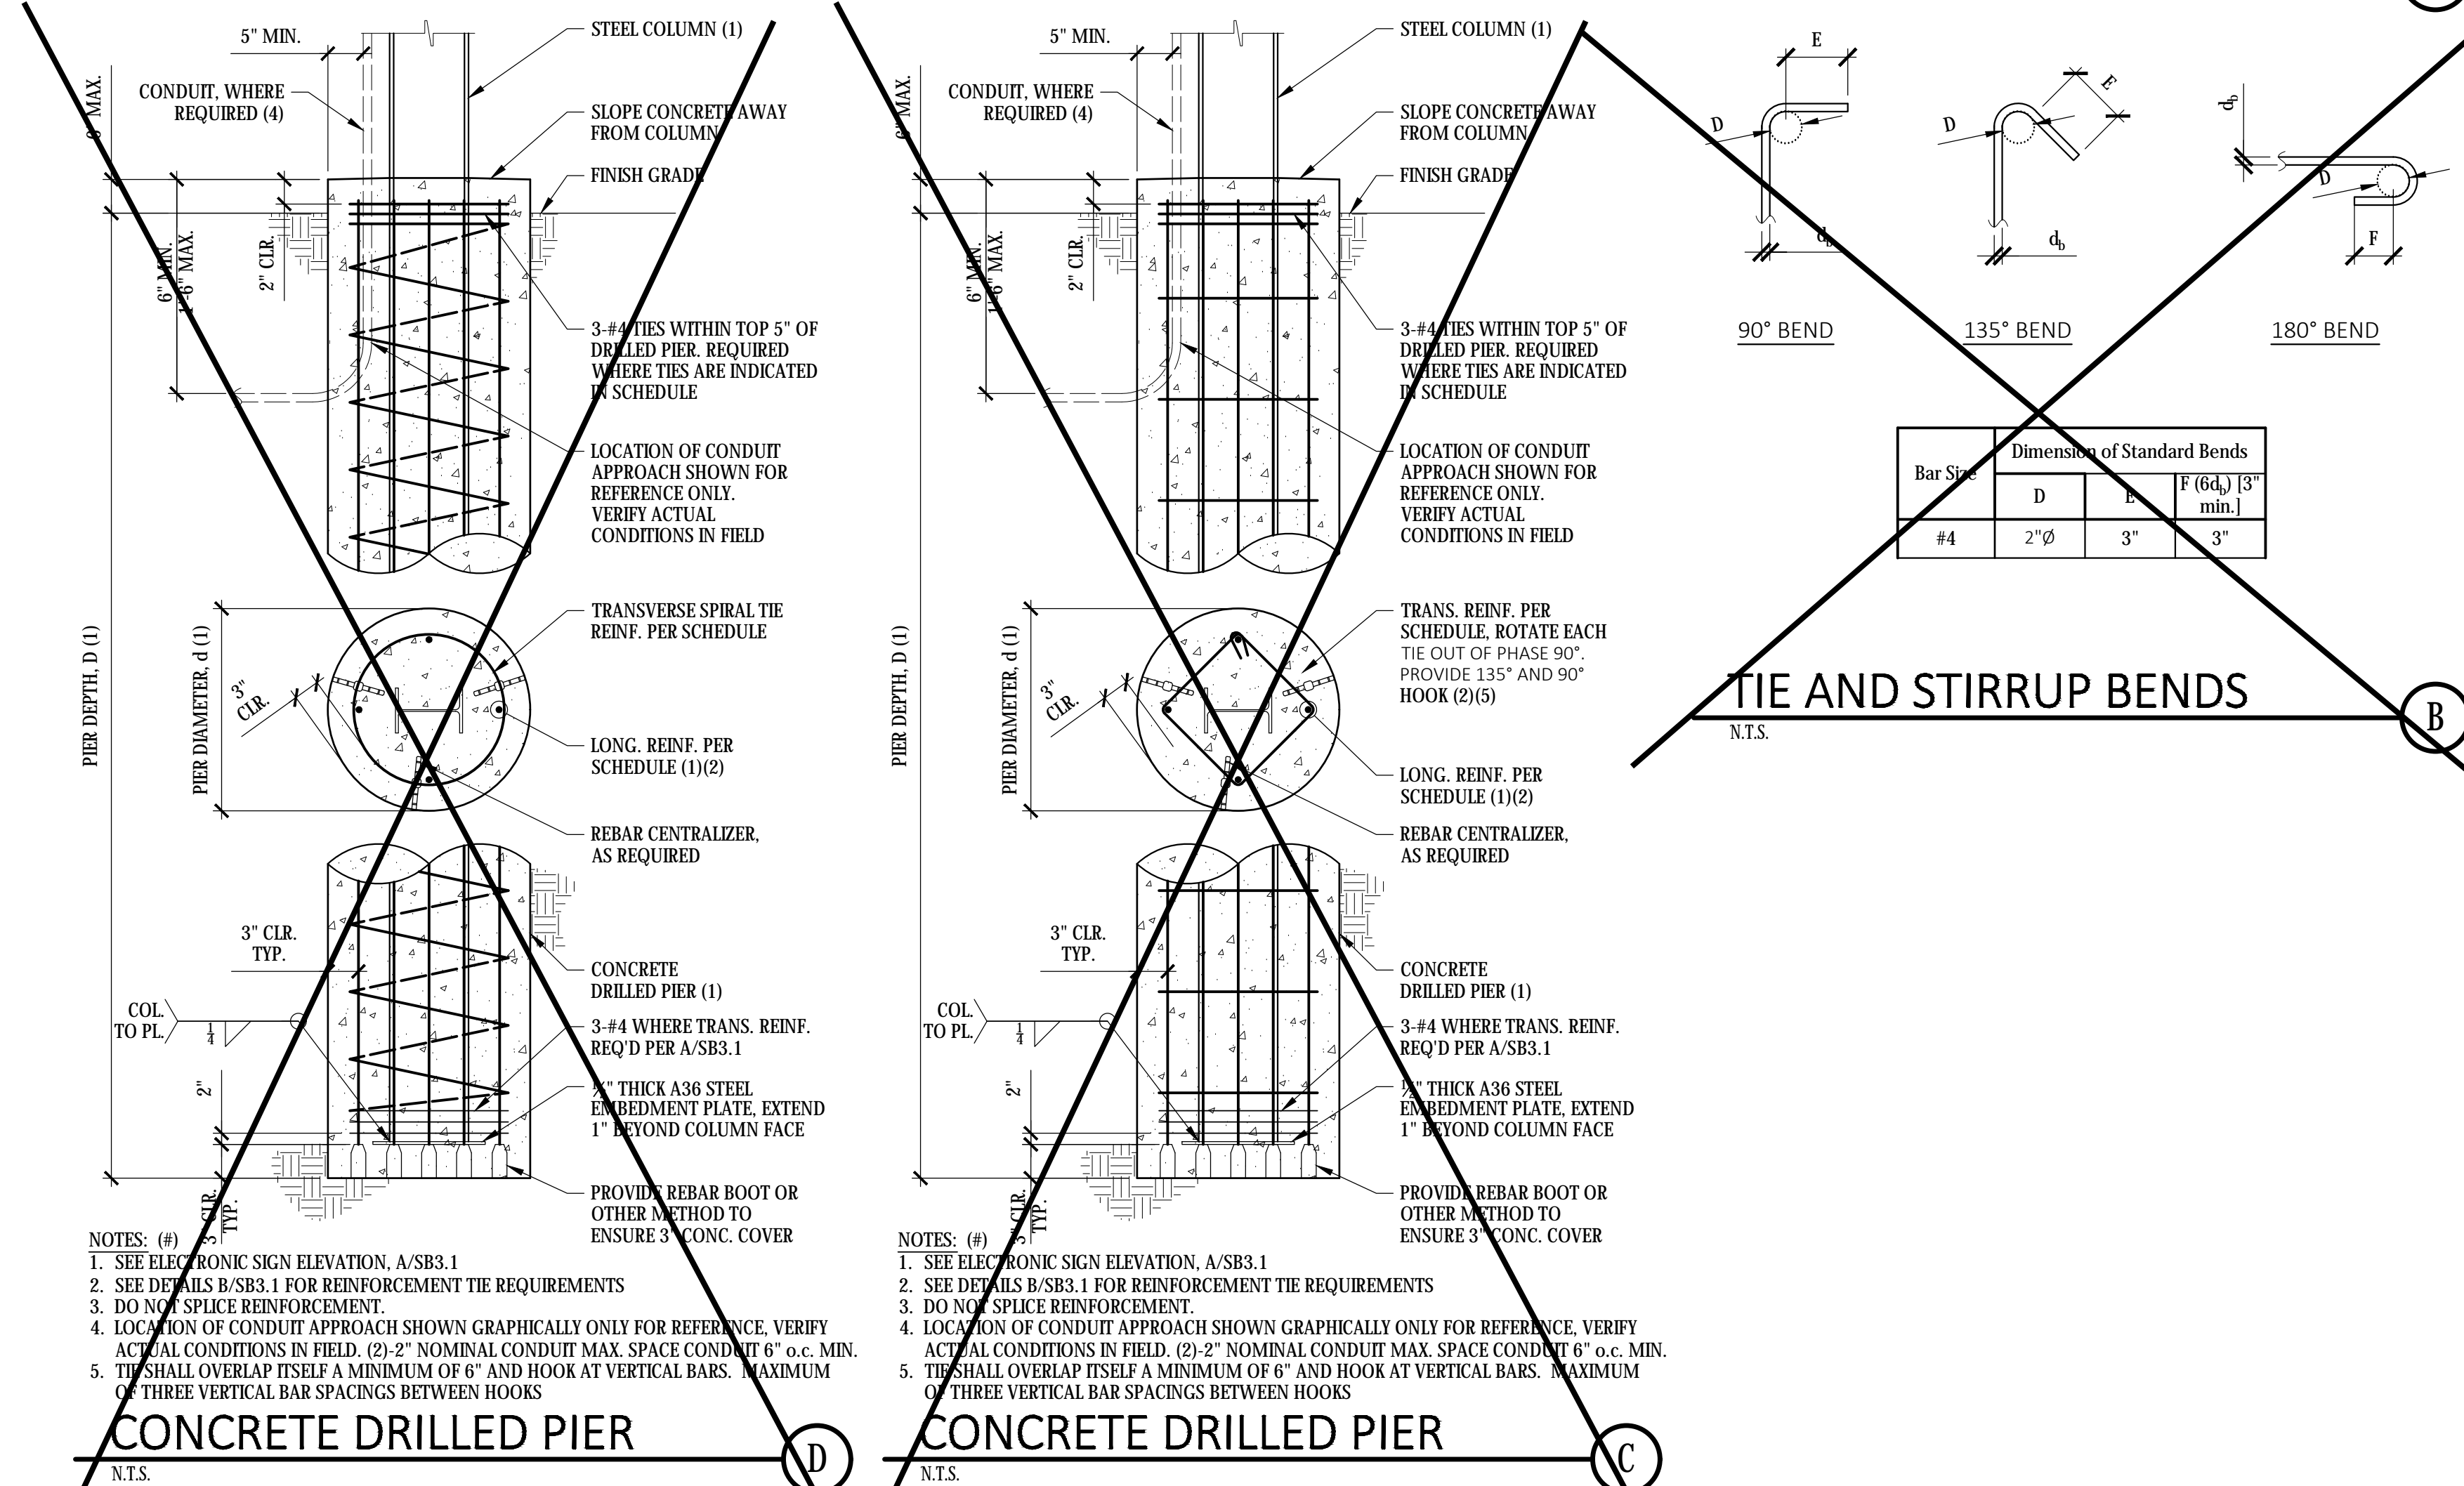 5" MIN.
STEEL COLUMN (1)
6" MAX.
CONDUIT, WHERE
REQUIRED (4)
SLOPE CONCRETE AWAY
FROM COLUMN
FINISH GRADE
6" MIN.
1'-6" MAX.
2" CLR.
3-#4 TIES WITHIN TOP 5" OF
DRILLED PIER. REQUIRED
WHERE TIES ARE INDICATED
IN SCHEDULE
LOCATION OF CONDUIT
APPROACH SHOWN FOR
REFERENCE ONLY.
VERIFY ACTUAL
CONDITIONS IN FIELD
PIER DEPTH, D (1)
PIER DIAMETER, d (1)
3"
CLR.
TRANSVERSE SPIRAL TIE
REINF. PER SCHEDULE
LONG. REINF. PER
SCHEDULE (1)(2)
REBAR CENTRALIZER,
AS REQUIRED
3" CLR.
TYP.
CONCRETE
DRILLED PIER (1)
COL.
TO PL.
1/4
3-#4 WHERE TRANS. REINF.
REQ'D PER A/SB3.1
2"
½" THICK A36 STEEL
EMBEDMENT PLATE, EXTEND
1" BEYOND COLUMN FACE
3" CLR.
TYP.
PROVIDE REBAR BOOT OR
OTHER METHOD TO
ENSURE 3" CONC. COVER
NOTES: (#)
1. SEE ELECTRONIC SIGN ELEVATION, A/SB3.1
2. SEE DETAILS B/SB3.1 FOR REINFORCEMENT TIE REQUIREMENTS
3. DO NOT SPLICE REINFORCEMENT.
4. LOCATION OF CONDUIT APPROACH SHOWN GRAPHICALLY ONLY FOR REFERENCE, VERIFY
ACTUAL CONDITIONS IN FIELD. (2)-2" NOMINAL CONDUIT MAX. SPACE CONDUIT 6" o.c. MIN.
5. TIE SHALL OVERLAP ITSELF A MINIMUM OF 6" AND HOOK AT VERTICAL BARS. MAXIMUM
OF THREE VERTICAL BAR SPACINGS BETWEEN HOOKS
CONCRETE DRILLED PIER
D
N.T.S.
5" MIN.
STEEL COLUMN (1)
6" MAX.
CONDUIT, WHERE
REQUIRED (4)
SLOPE CONCRETE AWAY
FROM COLUMN
FINISH GRADE
6" MIN.
1'-6" MAX.
2" CLR.
3-#4 TIES WITHIN TOP 5" OF
DRILLED PIER. REQUIRED
WHERE TIES ARE INDICATED
IN SCHEDULE
LOCATION OF CONDUIT
APPROACH SHOWN FOR
REFERENCE ONLY.
VERIFY ACTUAL
CONDITIONS IN FIELD
PIER DEPTH, D (1)
PIER DIAMETER, d (1)
3"
CLR.
TRANS. REINF. PER
SCHEDULE, ROTATE EACH
TIE OUT OF PHASE 90°.
PROVIDE 135° AND 90°
HOOK (2)(5)
LONG. REINF. PER
SCHEDULE (1)(2)
REBAR CENTRALIZER,
AS REQUIRED
3" CLR.
TYP.
CONCRETE
DRILLED PIER (1)
COL.
TO PL.
1/4
3-#4 WHERE TRANS. REINF.
REQ'D PER A/SB3.1
2"
½" THICK A36 STEEL
EMBEDMENT PLATE, EXTEND
1" BEYOND COLUMN FACE
3" CLR.
TYP.
PROVIDE REBAR BOOT OR
OTHER METHOD TO
ENSURE 3" CONC. COVER
NOTES: (#)
1. SEE ELECTRONIC SIGN ELEVATION, A/SB3.1
2. SEE DETAILS B/SB3.1 FOR REINFORCEMENT TIE REQUIREMENTS
3. DO NOT SPLICE REINFORCEMENT.
4. LOCATION OF CONDUIT APPROACH SHOWN GRAPHICALLY ONLY FOR REFERENCE, VERIFY
ACTUAL CONDITIONS IN FIELD. (2)-2" NOMINAL CONDUIT MAX. SPACE CONDUIT 6" o.c. MIN.
5. TIE SHALL OVERLAP ITSELF A MINIMUM OF 6" AND HOOK AT VERTICAL BARS. MAXIMUM
OF THREE VERTICAL BAR SPACINGS BETWEEN HOOKS
CONCRETE DRILLED PIER
C
N.T.S.
E
D
db
90° BEND
E
D
db
135° BEND
db
D
F
180° BEND
Bar Size
Dimension of Standard Bends
D
E
F (6db) [3"
min.]
#4
2"Ø
3"
3"
TIE AND STIRRUP BENDS
B
N.T.S.